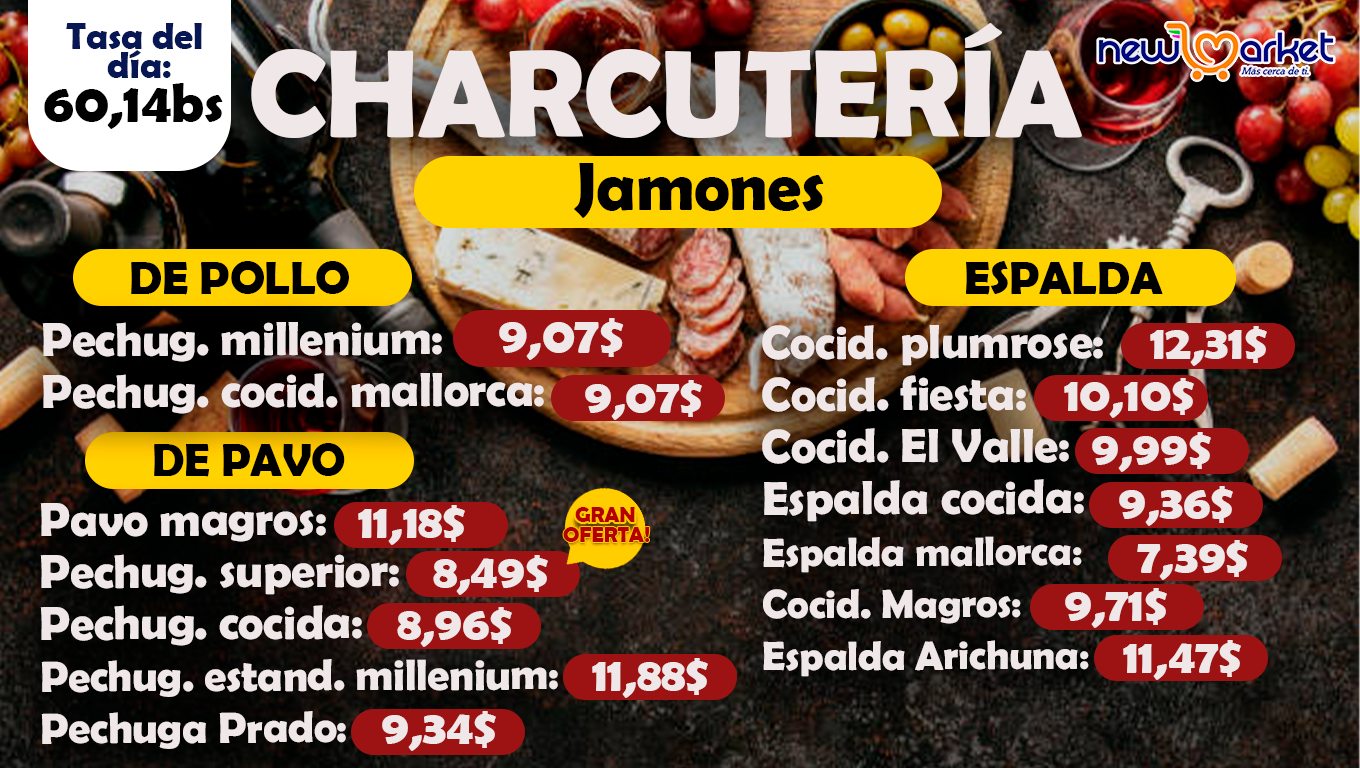 Tasa del
día:
60,14bs
CHARCUTERÍA
new market
Más cerca de ti.
Jamones
DE POLLO
Pechug. millenium: 9,07$
Pechug. cocid. mallorca: 9,07$
DE PAVO
Pavo magros: 11,18$
GRAN
OFERTA!
Pechug. superior: 8,49$
Pechug. cocida: 8,96$
Pechug. estand. millenium: 11,88$
Pechuga Prado: 9,34$
ESPALDA
Cocid. plumrose: 12,31$
Cocid. fiesta: 10,10$
Cocid. El Valle: 9,99$
Espalda cocida: 9,36$
Espalda mallorca: 7,39$
Cocid. Magros: 9,71$
Espalda Arichuna: 11,47$